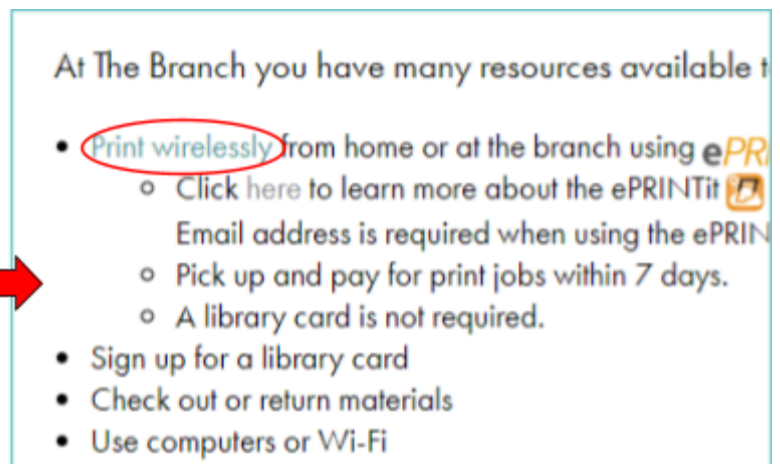 At The Branch you have many resources available t
• Print wirelessly from home or at the branch using ePRI
○ Click here to learn more about the ePRINTit
Email address is required when using the ePRIN
○ Pick up and pay for print jobs within 7 days.
○ A library card is not required.
• Sign up for a library card
• Check out or return materials
• Use computers or Wi-Fi